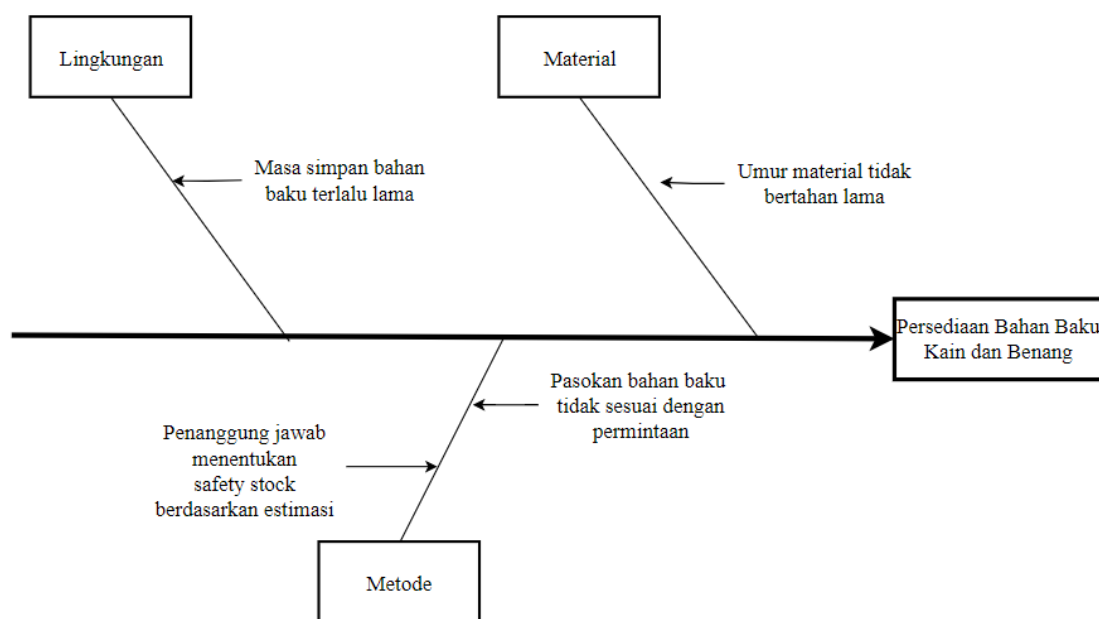 Lingkungan
Material
Masa simpan bahan
baku terlalu lama
Umur material tidak
bertahan lama
Persediaan Bahan Baku
Kain dan Benang
Pasokan bahan baku
tidak sesuai dengan
permintaan
Penanggung jawab
menentukan
safety stock
berdasarkan estimasi
Metode